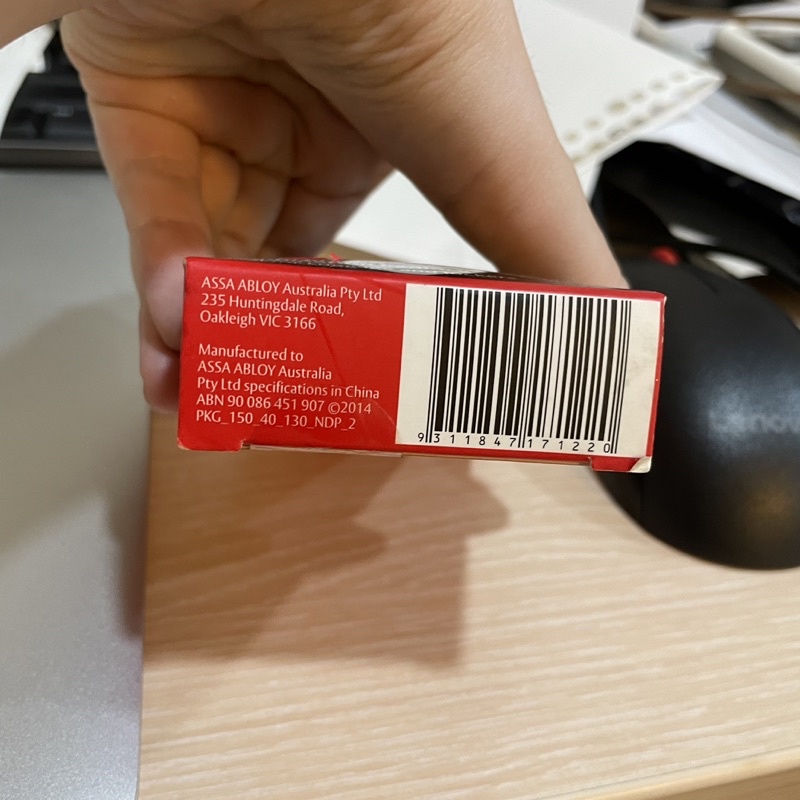 ASSA ABLOY Australia Pty Ltd
235 Huntingdale Road,
Oakleigh VIC 3166
Manufactured to
ASSA ABLOY Australia
Pty Ltd specifications in China
ABN 90 086 451 907 ©2014
PKG_150_40_130_NDP_2
9 311847 171220
Lenovo